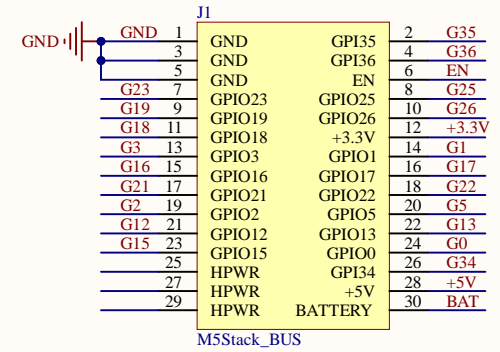 J1
GND GND 1 GND GPI35 2 G35
3 GND GPI36 4 G36
5 GND EN 6 EN
G23 7 GPIO23 GPIO25 8 G25
G19 9 GPIO19 GPIO26 10 G26
G18 11 GPIO18 +3.3V 12 +3.3V
G3 13 GPIO3 GPIO1 14 G1
G16 15 GPIO16 GPIO17 16 G17
G21 17 GPIO21 GPIO22 18 G22
G2 19 GPIO2 GPIO5 20 G5
G12 21 GPIO12 GPIO13 22 G13
G15 23 GPIO15 GPIO0 24 G0
25 HPWR GPI34 26 G34
27 HPWR +5V 28 +5V
29 HPWR BATTERY 30 BAT
M5Stack_BUS